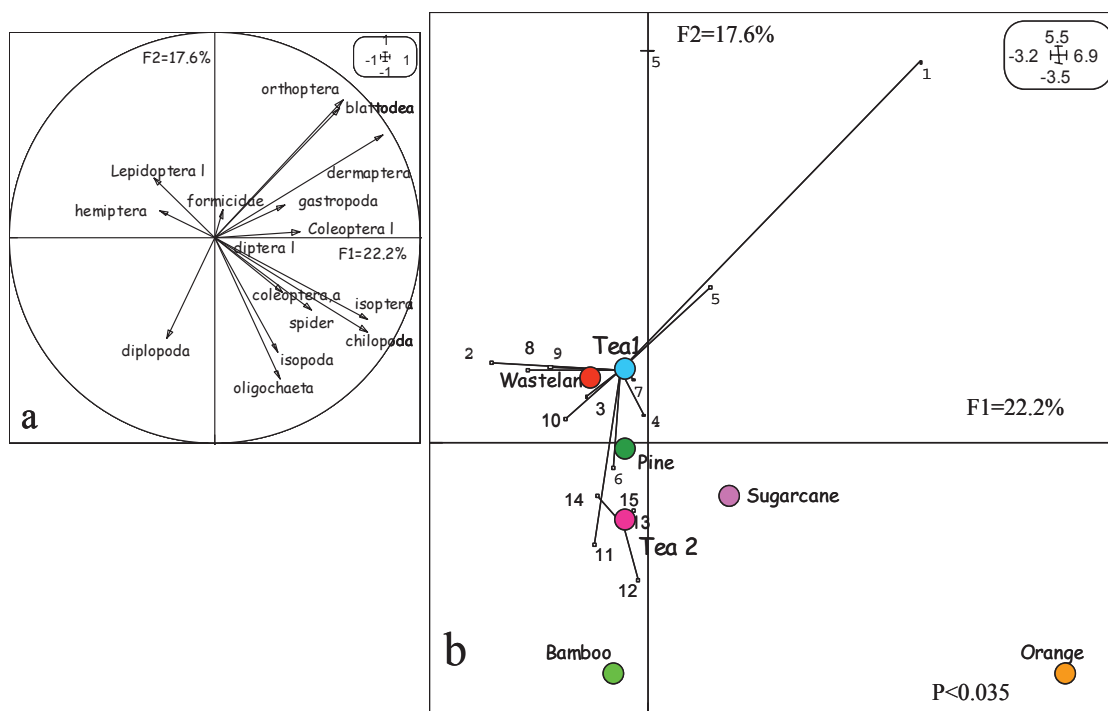 F2=17.6%
1
-1 1
-1
orthoptera
blattodea
Lepidoptera l
dermaptera
formicidae
gastropoda
hemiptera
Coleoptera l
diptera l
F1=22.2%
coleoptera,a
isoptera
spider
chilopoda
diplopoda
isopoda
oligochaeta
a
F2=17.6%
5
5.5
-3.2 6.9
-3.5
1
5
Tea1
2
8
9
Wastelan
7
3
10
4
F1=22.2%
Pine
6
14
15
Sugarcane
13
Tea 2
11
12
b
Bamboo
Orange
P<0.035